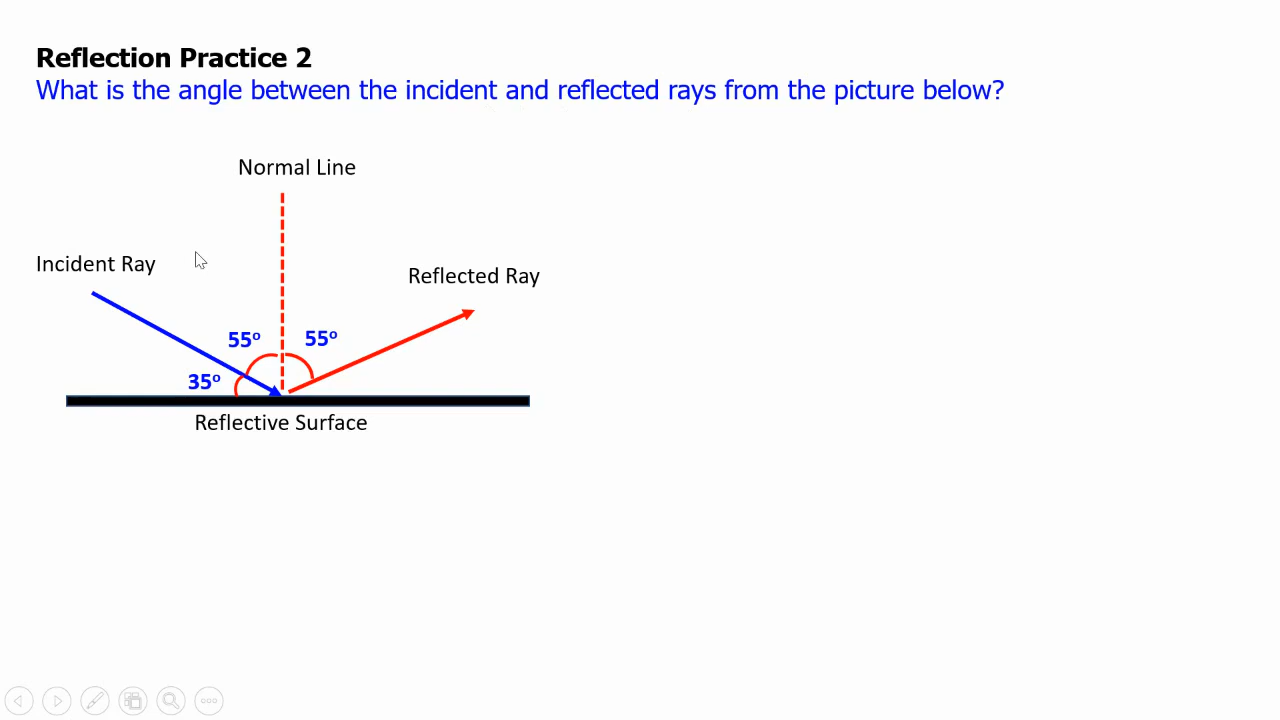 Reflection Practice 2
What is the angle between the incident and reflected rays from the picture below?
Normal Line
Incident Ray
Reflected Ray
55º
55º
35º
Reflective Surface